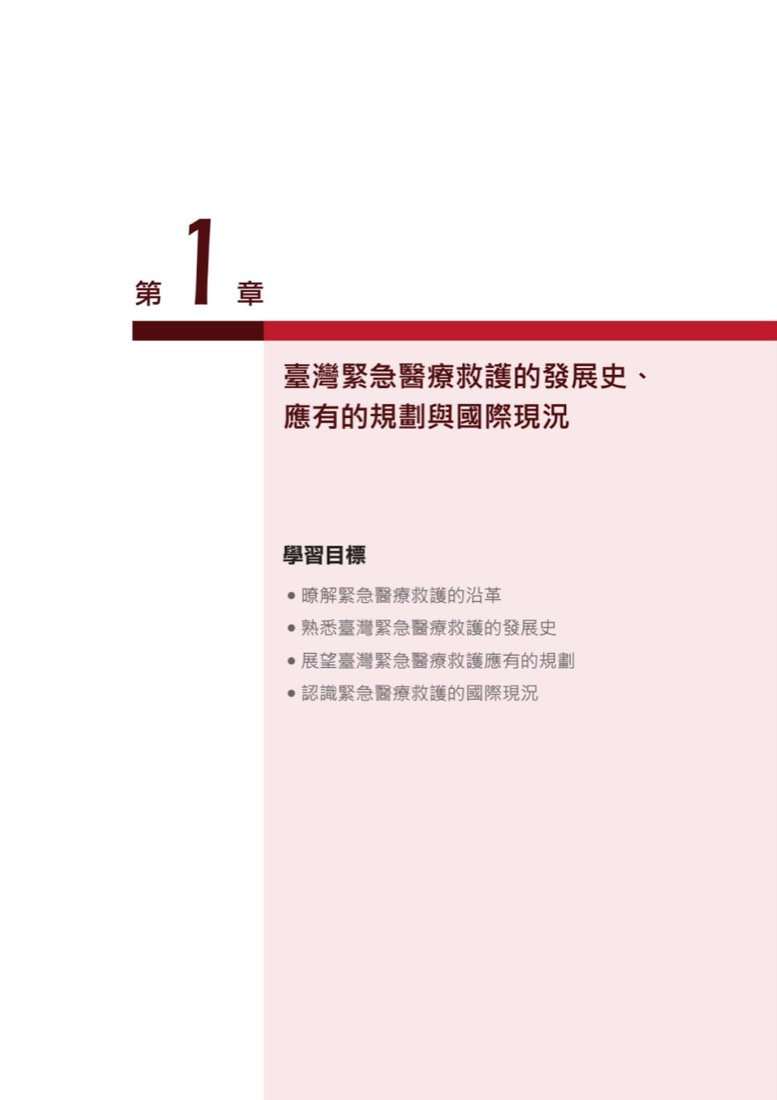 第1章
臺灣緊急醫療救護的發展史、
應有的規劃與國際現況
學習目標
• 瞭解緊急醫療救護的沿革
• 熟悉臺灣緊急醫療救護的發展史
• 展望臺灣緊急醫療救護應有的規劃
• 認識緊急醫療救護的國際現況